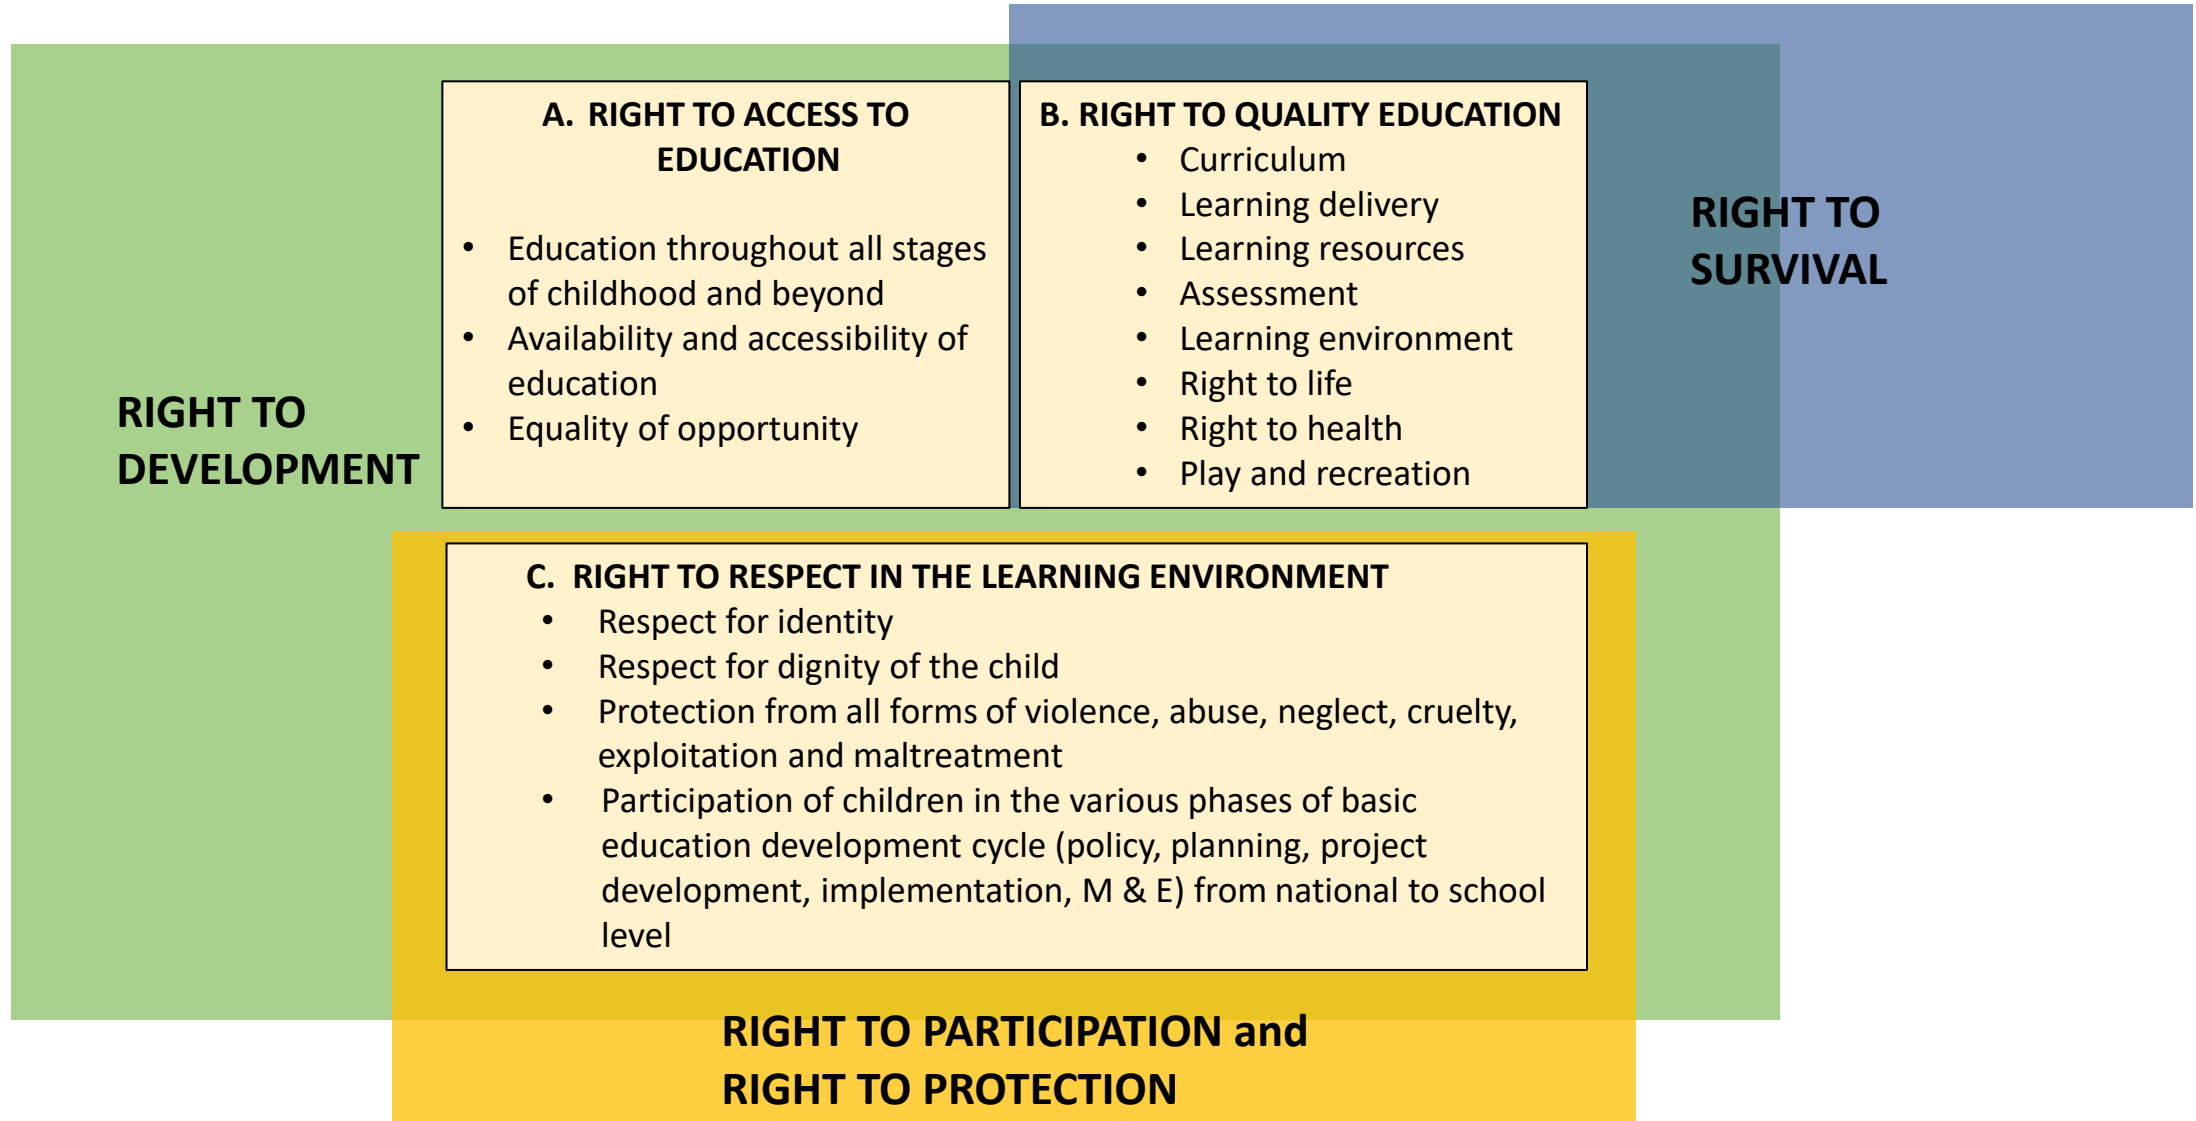 A. RIGHT TO ACCESS TO
EDUCATION
• Education throughout all stages
of childhood and beyond
• Availability and accessibility of
education
• Equality of opportunity
B. RIGHT TO QUALITY EDUCATION
• Curriculum
• Learning delivery
• Learning resources
• Assessment
• Learning environment
• Right to life
• Right to health
• Play and recreation
RIGHT TO
SURVIVAL
RIGHT TO
DEVELOPMENT
C. RIGHT TO RESPECT IN THE LEARNING ENVIRONMENT
• Respect for identity
• Respect for dignity of the child
• Protection from all forms of violence, abuse, neglect, cruelty,
exploitation and maltreatment
• Participation of children in the various phases of basic
education development cycle (policy, planning, project
development, implementation, M & E) from national to school
level
RIGHT TO PARTICIPATION and
RIGHT TO PROTECTION